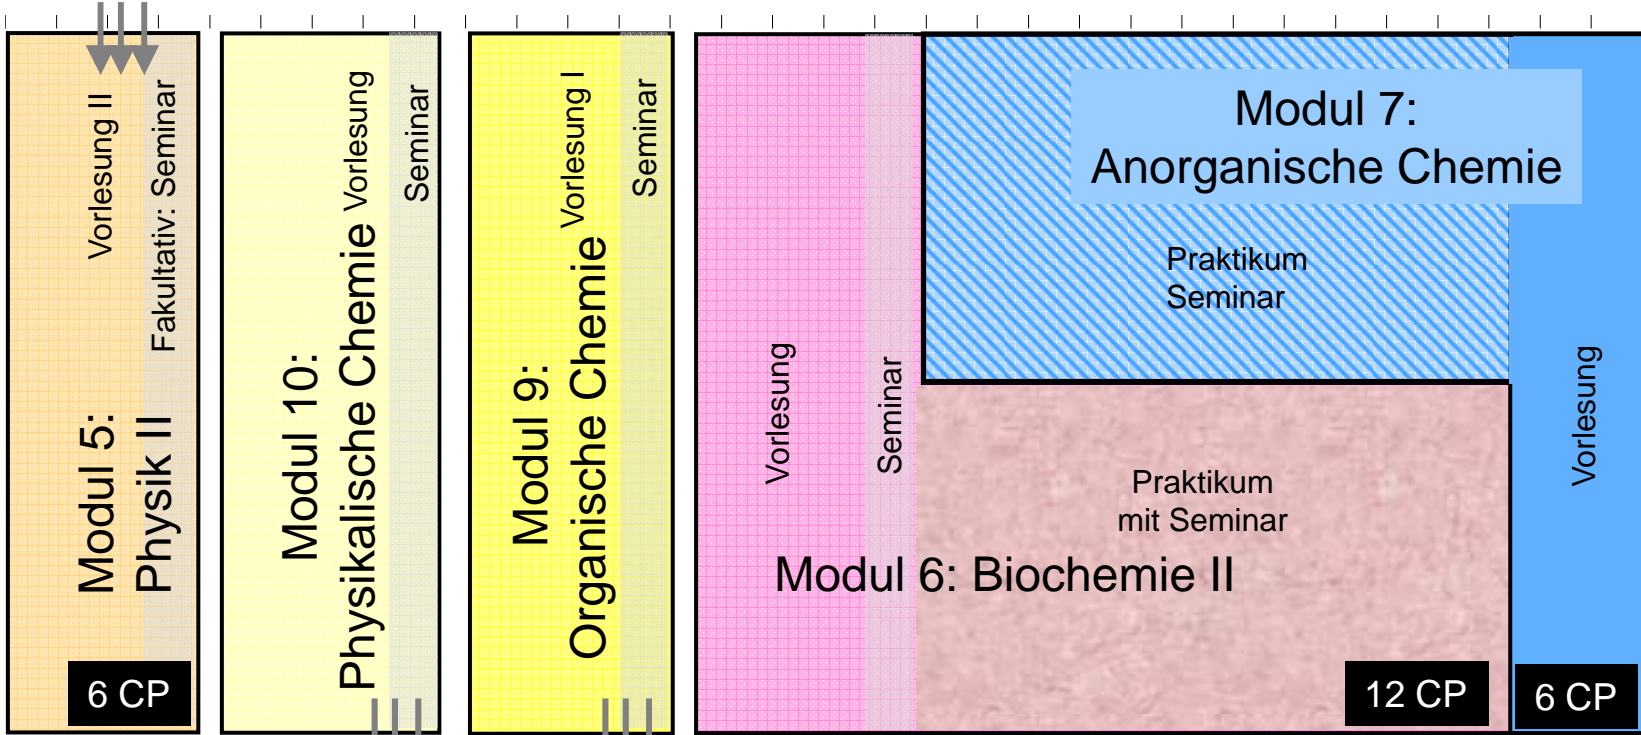 Vorlesung II
Fakultativ: Seminar
Modul 5:
Physik II
6 CP
Vorlesung
Seminar
Modul 10:
Physikalische Chemie
Vorlesung I
Seminar
Modul 9:
Organische Chemie
Vorlesung
Seminar
Modul 7:
Anorganische Chemie
Praktikum
Seminar
Praktikum
mit Seminar
Modul 6: Biochemie II
12 CP
Vorlesung
6 CP